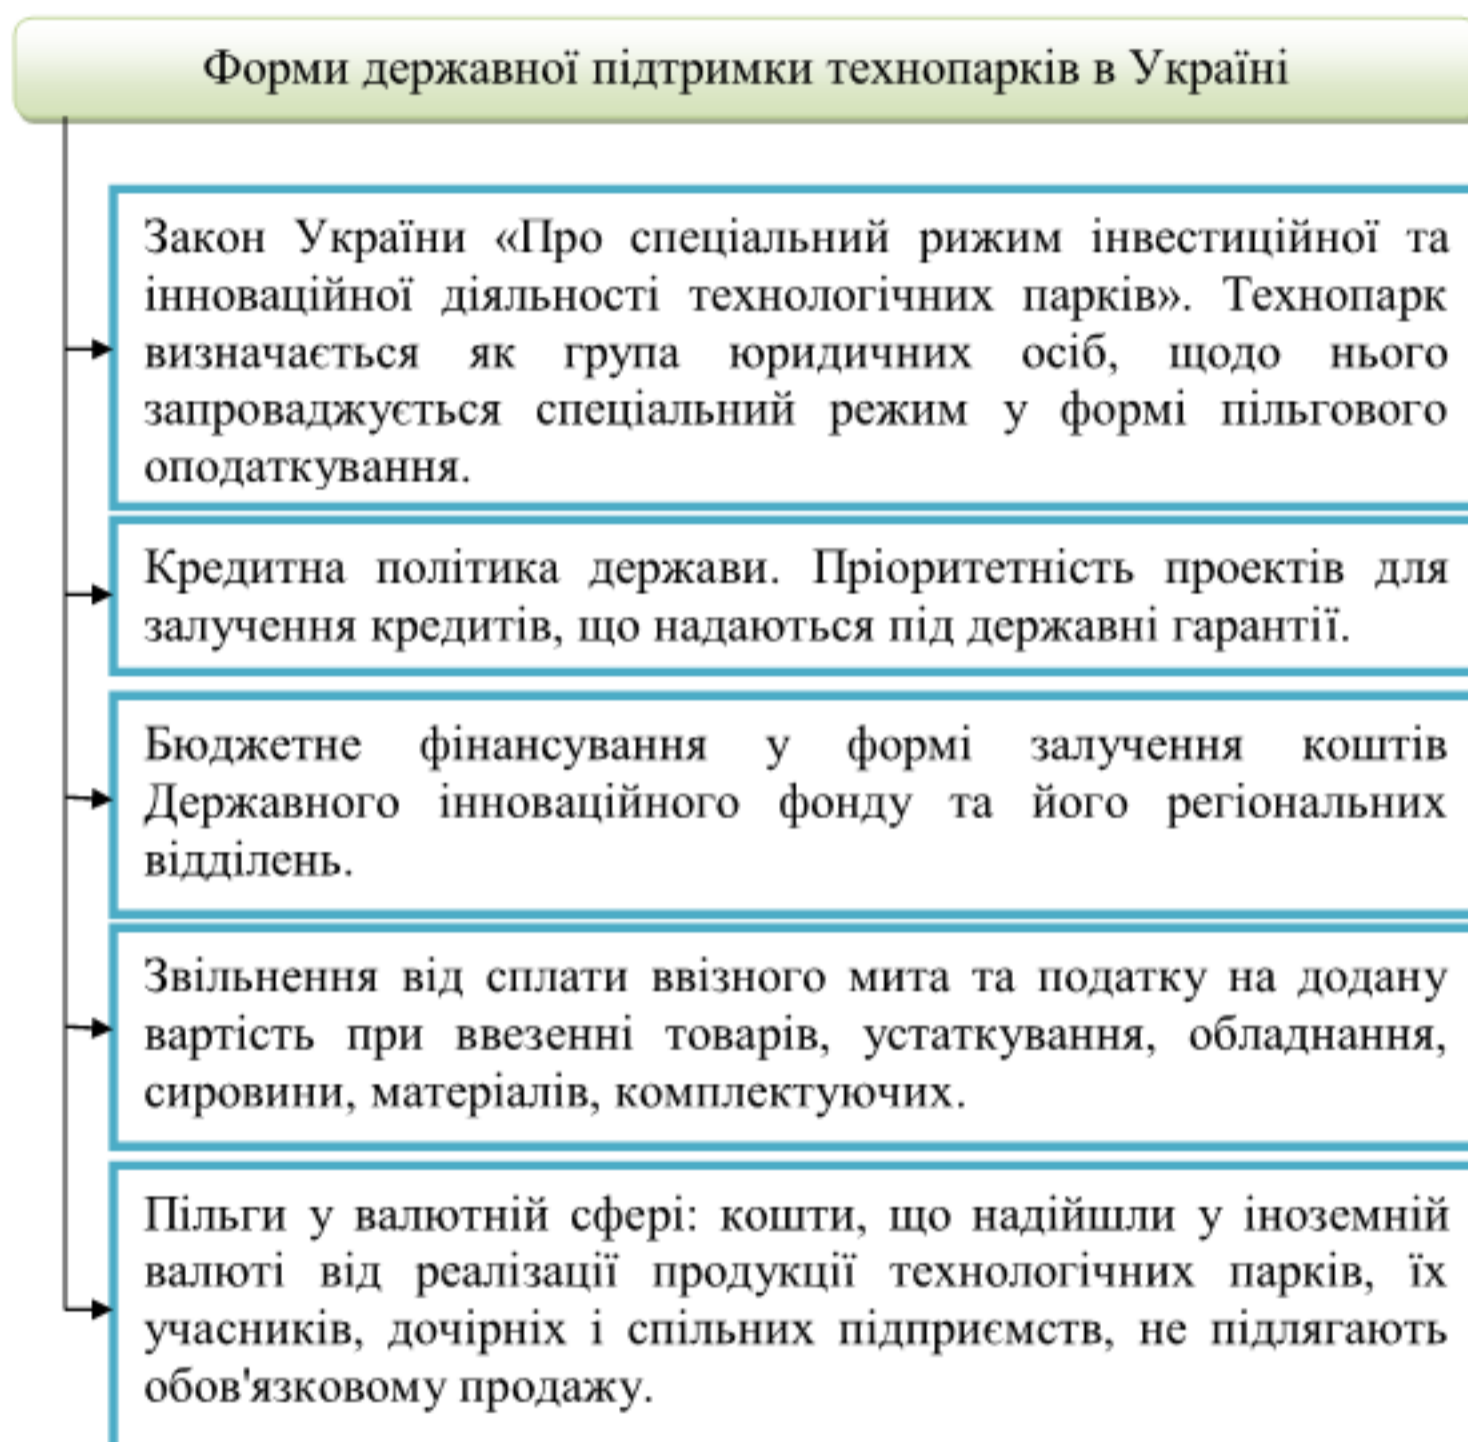 Форми державної підтримки технопарків в Україні
Закон України «Про спеціальний рижим інвестиційної та
інноваційної діяльності технологічних парків». Технопарк
визначається як група юридичних осіб, щодо нього
запроваджується спеціальний режим у формі пільгового
оподаткування.
Кредитна політика держави. Пріоритетність проектів для
залучення кредитів, що надаються під державні гарантії.
Бюджетне фінансування у формі залучення коштів
Державного інноваційного фонду та його регіональних
відділень.
Звільнення від сплати ввізного мита та податку на додану
вартість при ввезенні товарів, устаткування, обладнання,
сировини, матеріалів, комплектуючих.
Пільги у валютній сфері: кошти, що надійшли у іноземній
валюті від реалізації продукції технологічних парків, їх
учасників, дочірніх і спільних підприємств, не підлягають
обов'язковому продажу.